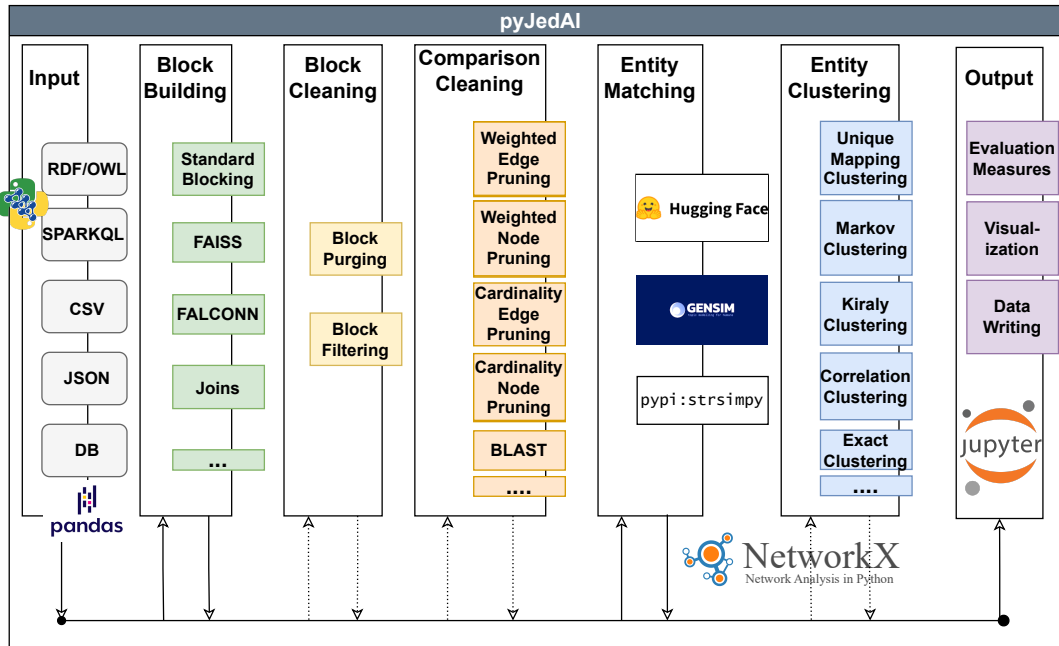 pyJedAI
Input
RDF/OWL
SPARKQL
CSV
JSON
DB
pandas
Block
Building
Standard
Blocking
FAISS
FALCONN
Joins
...
Block
Cleaning
Block
Purging
Block
Filtering
Comparison
Cleaning
Weighted
Edge
Pruning
Weighted
Node
Pruning
Cardinality
Edge
Pruning
Cardinality
Node
Pruning
BLAST
....
Entity
Matching
Hugging Face
GENSIM
pypi:strsimpy
Entity
Clustering
Unique
Mapping
Clustering
Markov
Clustering
Kiraly
Clustering
Correlation
Clustering
Exact
Clustering
....
Output
Evaluation
Measures
Visual-
ization
Data
Writing
jupyter
NetworkX
Network Analysis in Python